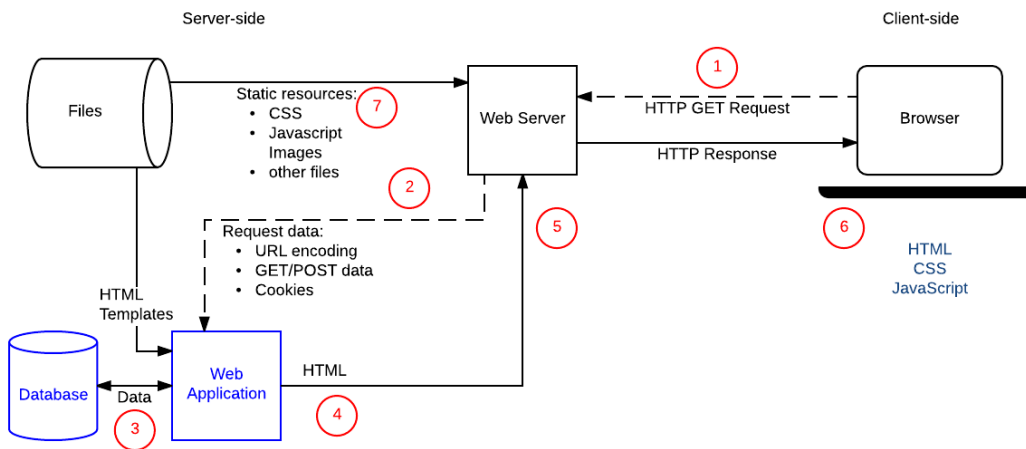 Server-side
Client-side
1
Files
Static resources:
• CSS
• Javascript
Images
• other files
7
Web Server
HTTP GET Request
HTTP Response
Browser
2
5
6
Request data:
• URL encoding
• GET/POST data
• Cookies
HTML
CSS
JavaScript
HTML
Templates
Database
Data
3
Web
Application
HTML
4